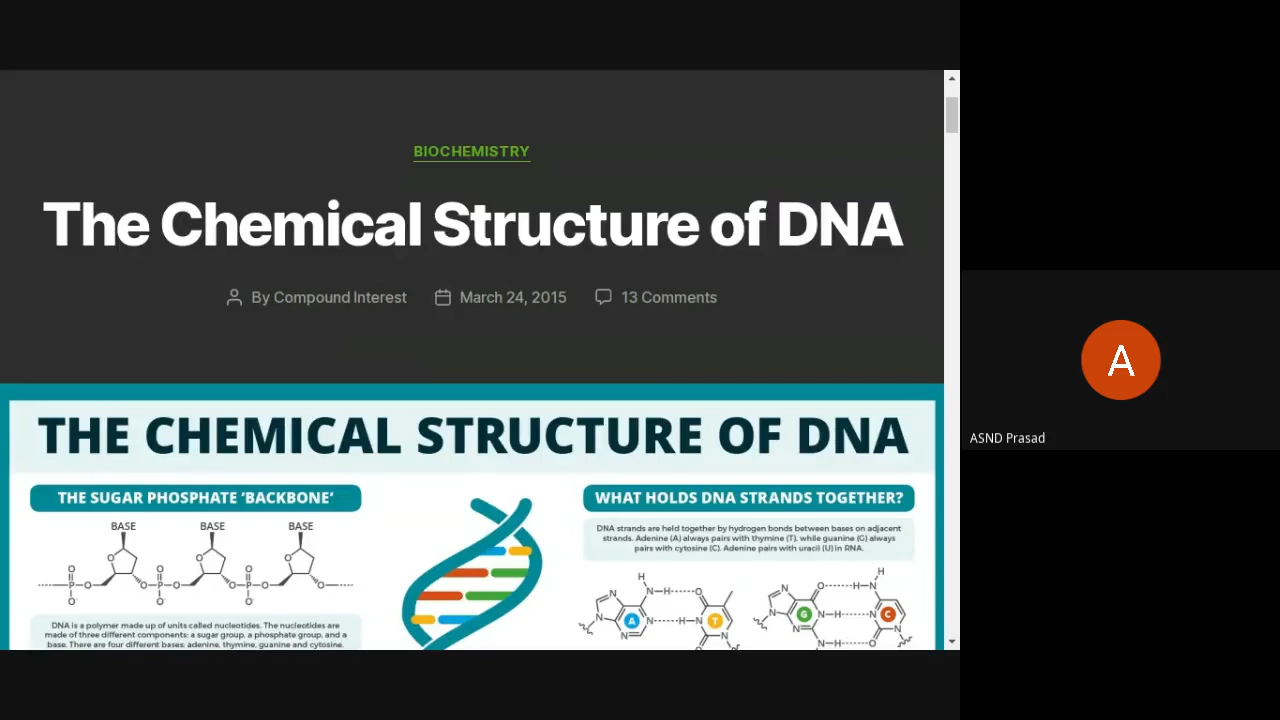 BIOCHEMISTRY
The Chemical Structure of DNA
By Compound Interest March 24, 2015 13 Comments
THE CHEMICAL STRUCTURE OF DNA
THE SUGAR PHOSPHATE ‘BACKBONE’
BASE BASE BASE
O O O
O O O
P O P O P O
O⁻ O⁻ O⁻
DNA is a polymer made up of units called nucleotides. The nucleotides are
made of three different components: a sugar group, a phosphate group, and a
base. There are four different bases: adenine, thymine, guanine and cytosine.
WHAT HOLDS DNA STRANDS TOGETHER?
DNA strands are held together by hydrogen bonds between bases on adjacent
strands. Adenine (A) always pairs with thymine (T), while guanine (G) always
pairs with cytosine (C). Adenine pairs with uracil (U) in RNA.
H H
N N H O N O H N
N A N H N T N G N H N C
N N O N N H O N
A
ASND Prasad